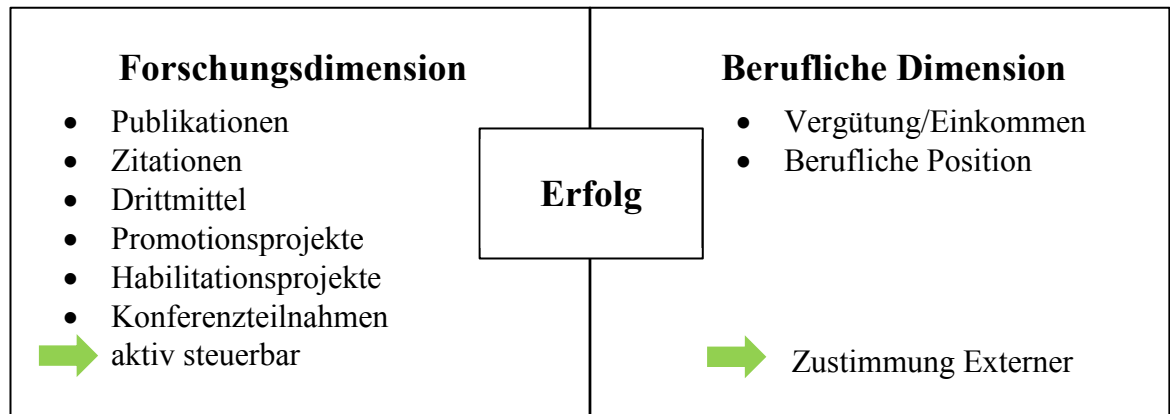 Forschungsdimension
• Publikationen
• Zitationen
• Drittmittel
• Promotionsprojekte
• Habilitationsprojekte
• Konferenzteilnahmen
aktiv steuerbar
Erfolg
Berufliche Dimension
• Vergütung/Einkommen
• Berufliche Position
Zustimmung Externer